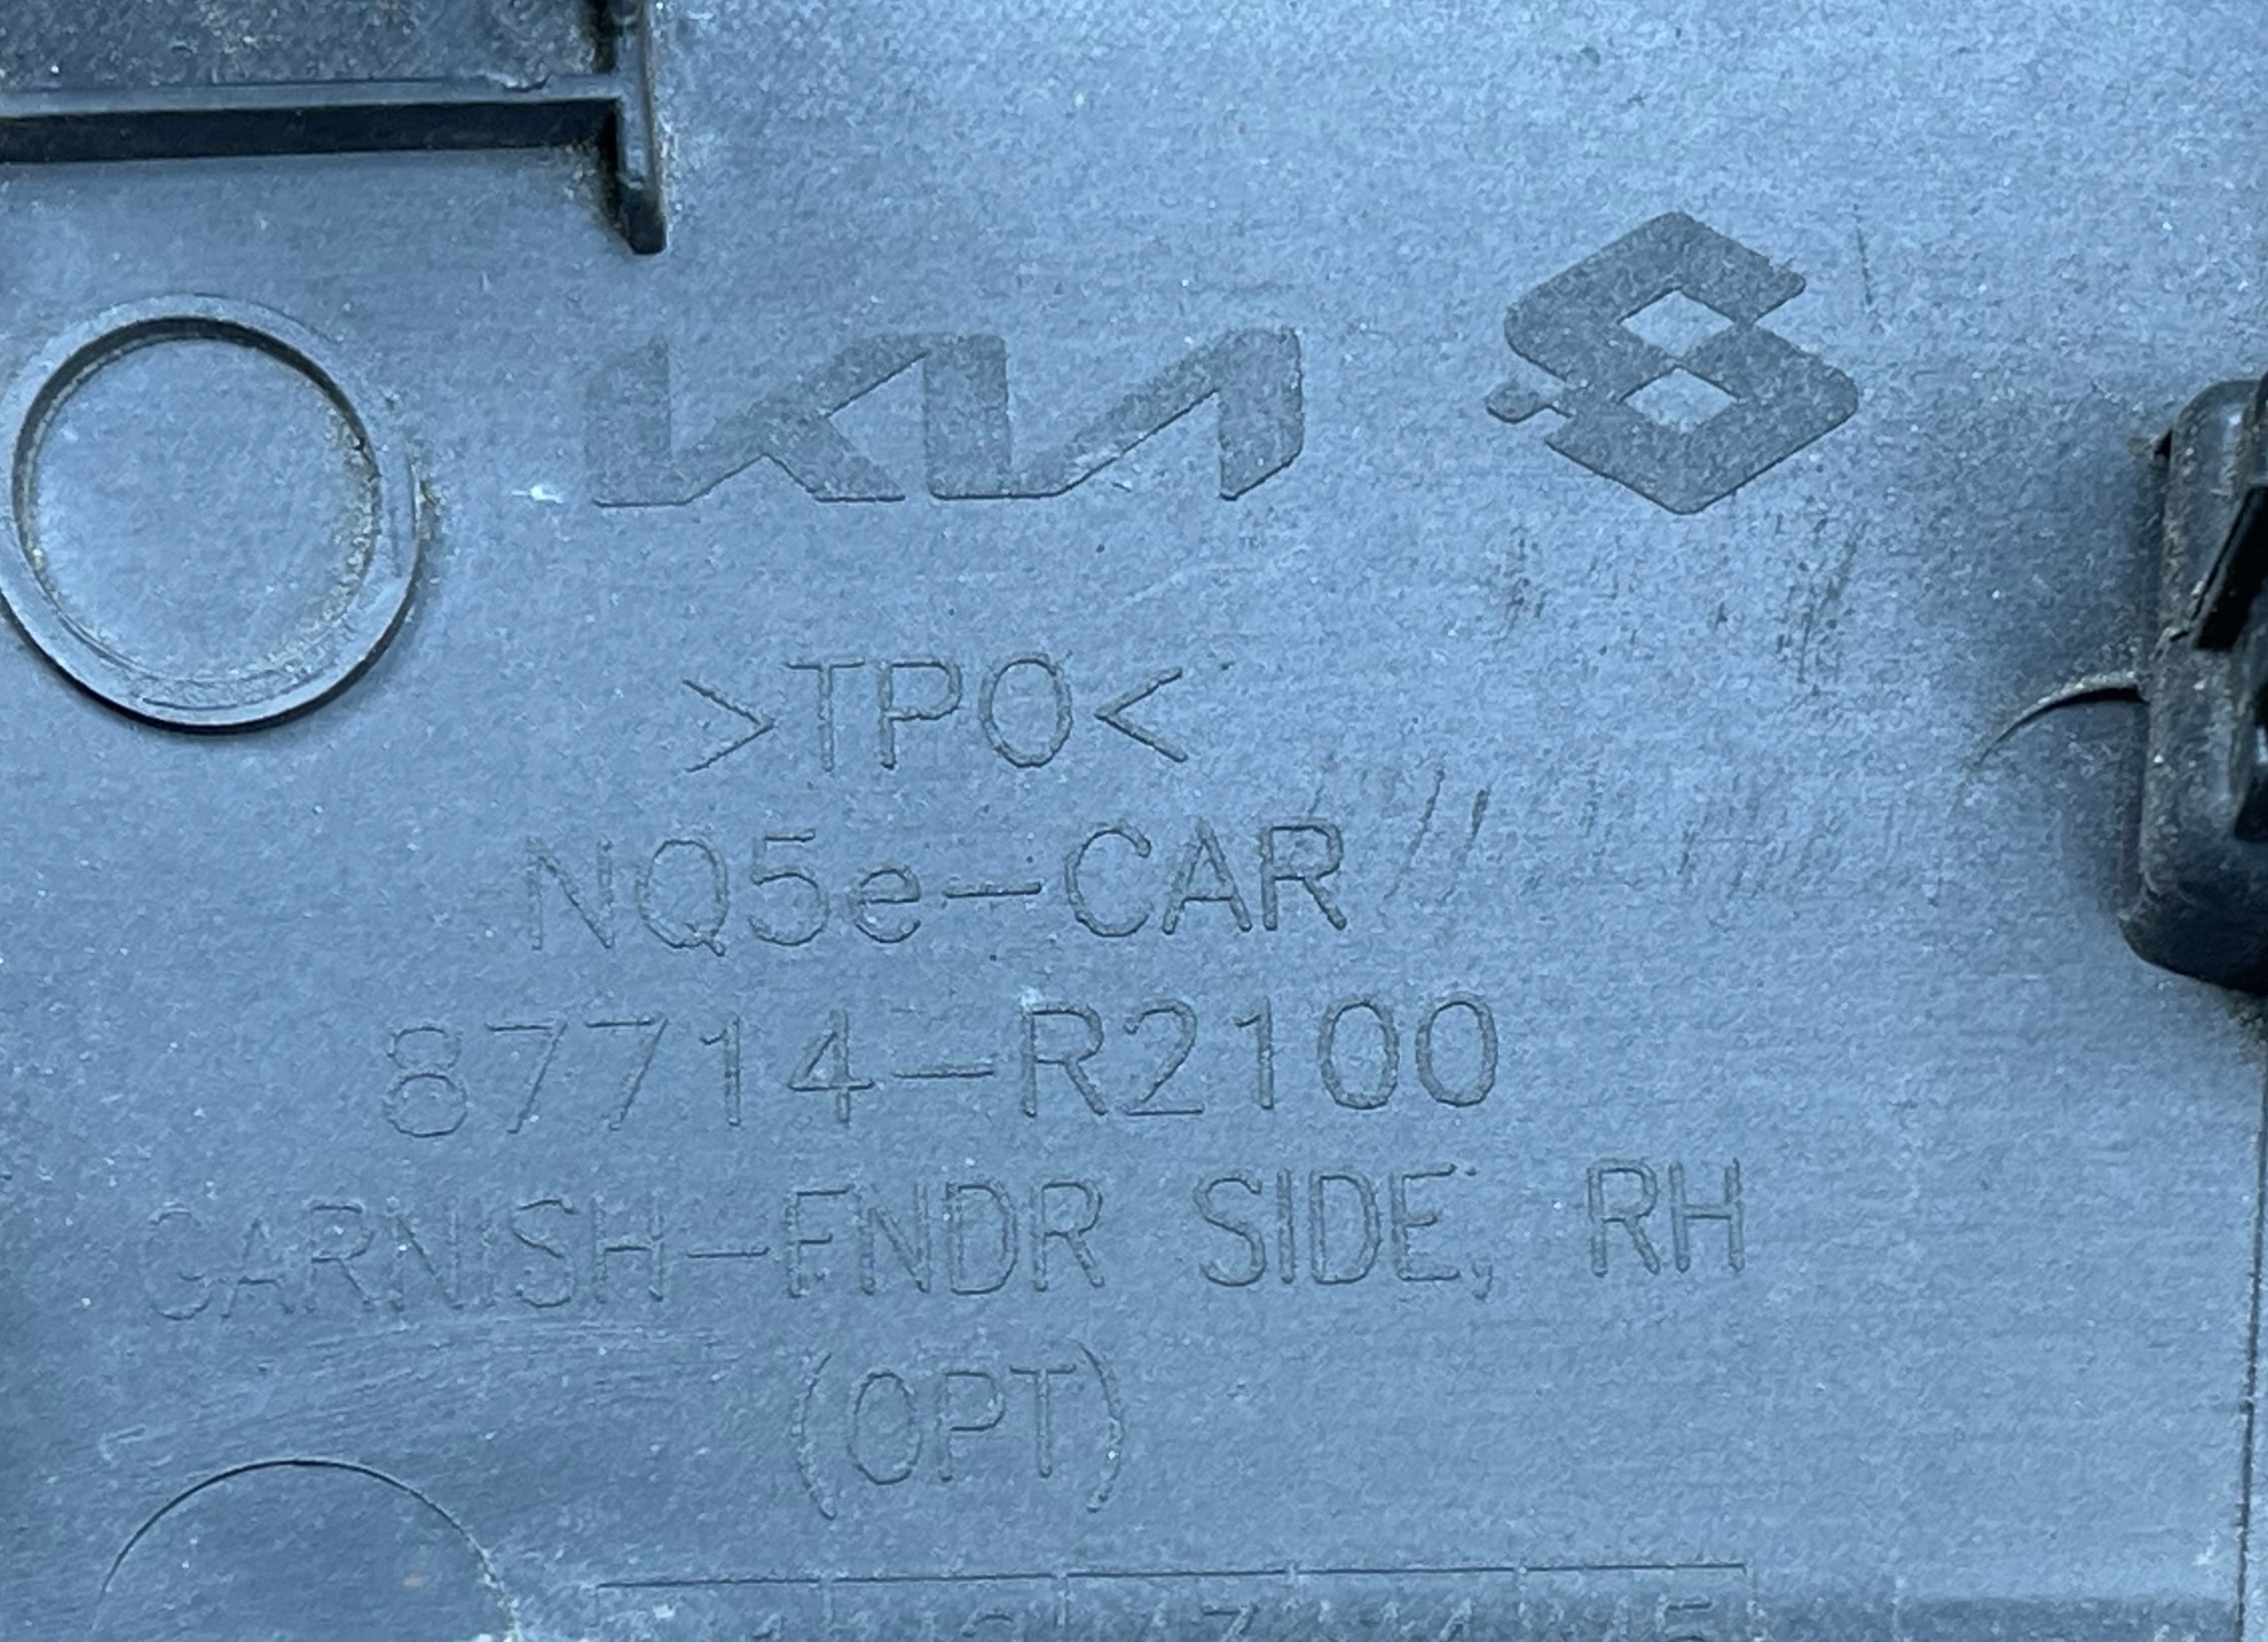 KIA
>TPO<
NQ5e-CAR
87714-R2100
GARNISH-FNDR SIDE, RH
(OPT)